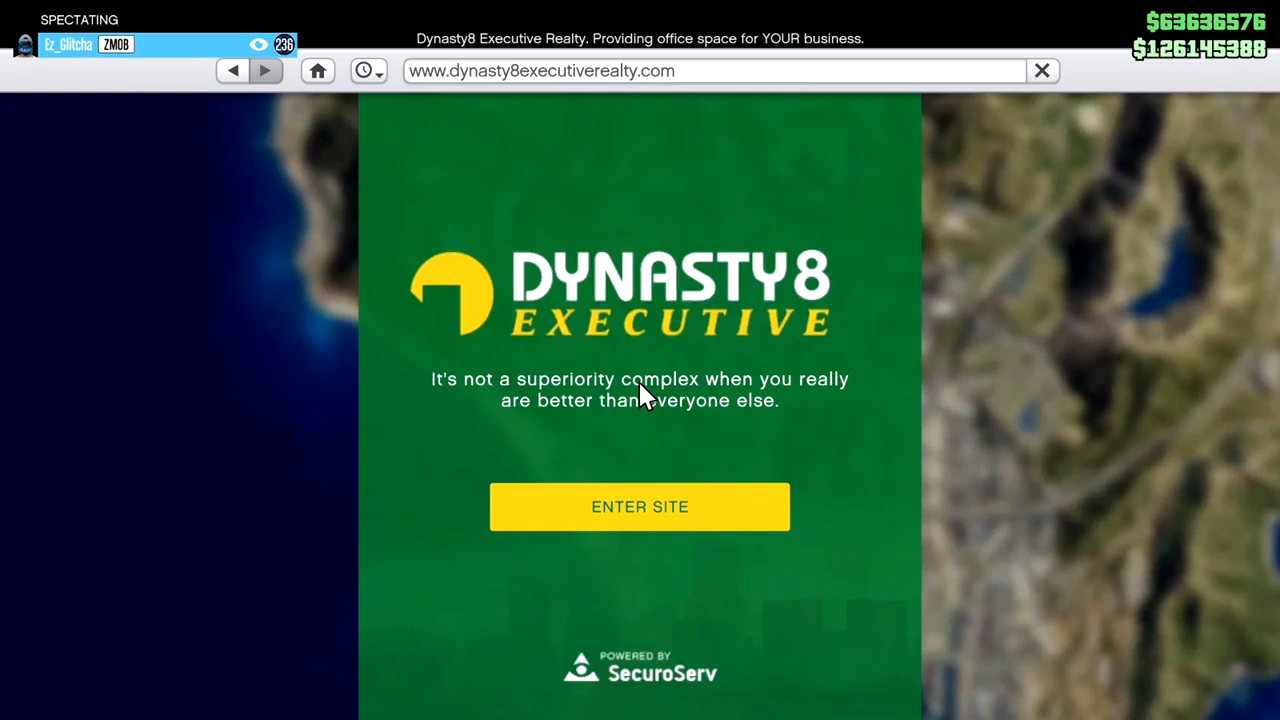 SPECTATING
Ez_Glitcha ZMOB 236
$63636576
$126145388
Dynasty8 Executive Realty. Providing office space for YOUR business.
www.dynasty8executiverealty.com
DYNASTY8
EXECUTIVE
It's not a superiority complex when you really
are better than everyone else.
ENTER SITE
POWERED BY
SecuroServ